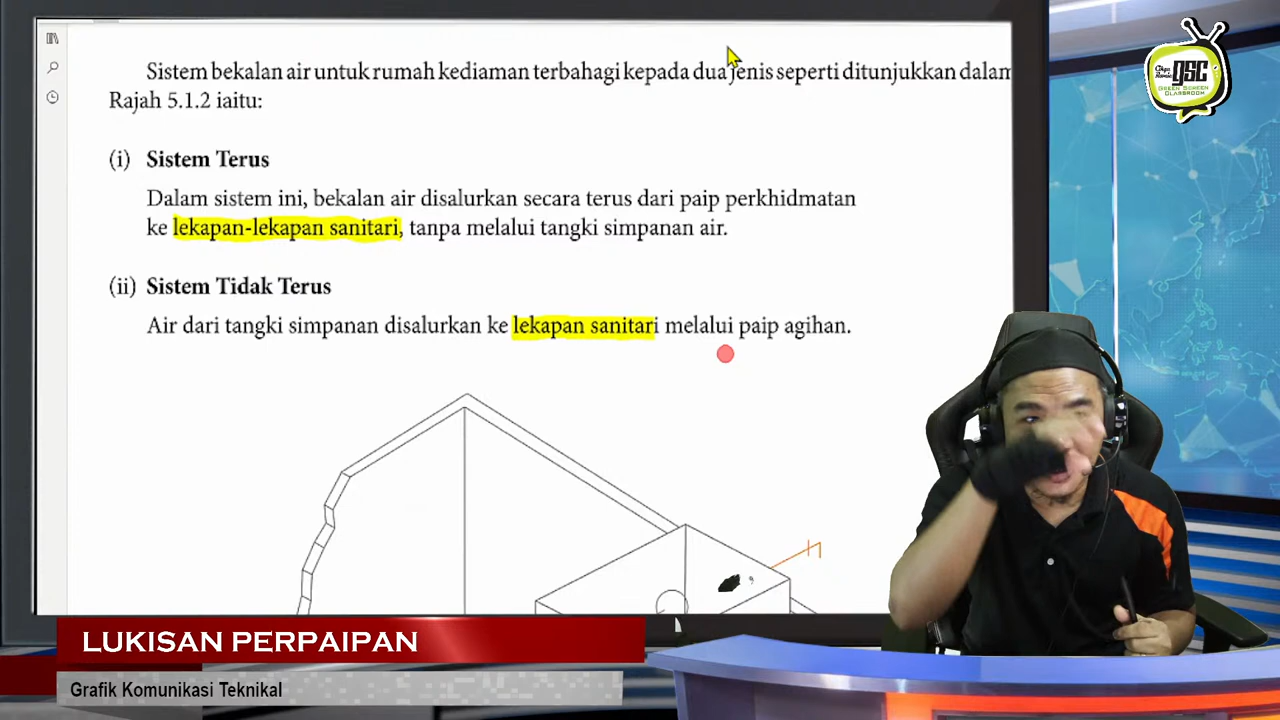 Sistem bekalan air untuk rumah kediaman terbahagi kepada dua jenis seperti ditunjukkan dalam
Rajah 5.1.2 iaitu:
(i) Sistem Terus
Dalam sistem ini, bekalan air disalurkan secara terus dari paip perkhidmatan
ke lekapan-lekapan sanitari, tanpa melalui tangki simpanan air.
(ii) Sistem Tidak Terus
Air dari tangki simpanan disalurkan ke lekapan sanitari melalui paip agihan.
GSC
GREEN SCREEN
CLASSROOM
LUKISAN PERPAIPAN
Grafik Komunikasi Teknikal